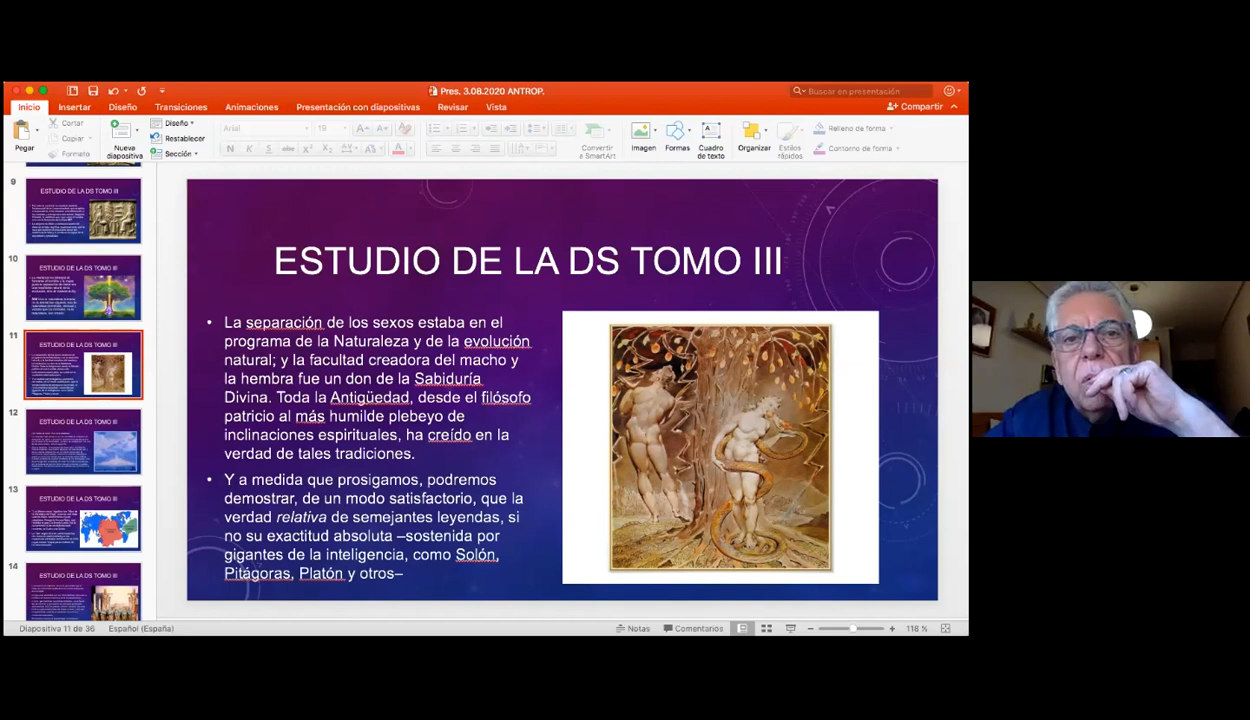 Pres. 3.08.2020 ANTROP.
Buscar en presentación
Inicio
Insertar
Diseño
Transiciones
Animaciones
Presentación con diapositivas
Revisar
Vista
Compartir
Pegar
Cortar
Copiar
Formato
Nueva
diapositiva
Diseño
Restablecer
Sección
Arial
19
Convertir
a SmartArt
Imagen
Formas
Cuadro
de texto
Organizar
Estilos
rápidos
Relleno de forma
Contorno de forma
9
ESTUDIO DE LA DS TOMO III
10
ESTUDIO DE LA DS TOMO III
11
ESTUDIO DE LA DS TOMO III
12
ESTUDIO DE LA DS TOMO III
13
ESTUDIO DE LA DS TOMO III
14
ESTUDIO DE LA DS TOMO III
ESTUDIO DE LA DS TOMO III
• La separación de los sexos estaba en el
programa de la Naturaleza y de la evolución
natural; y la facultad creadora del macho y
la hembra fue un don de la Sabiduría
Divina. Toda la Antigüedad, desde el filósofo
patricio al más humilde plebeyo de
inclinaciones espirituales, ha creído en la
verdad de tales tradiciones.
• Y a medida que prosigamos, podremos
demostrar, de un modo satisfactorio, que la
verdad relativa de semejantes leyendas, si
no su exactitud absoluta –sostenida por
gigantes de la inteligencia, como Solón,
Pitágoras, Platón y otros–
Diapositiva 11 de 36
Español (España)
Notas
Comentarios
118 %